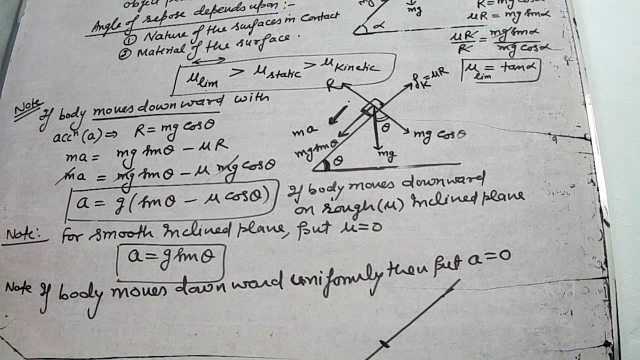 Angle of repose depends upon :-
① Nature of the surfaces in contact
② Material of the surface.
mg
α
μR = mg sinα
μR / R = mg sinα / mg cosα
μlim = tanα
μlim > μstatic > μkinetic
Note If body moves downward with
accⁿ (a) ⇒ R = mg cosθ
ma = mg sinθ - μR
ma = mg sinθ - μ mg cosθ
a = g (sinθ - μ cosθ)
R
fK = μR
ma
mg sinθ
θ
mg
mg cosθ
θ
If body moves downward
on rough (μ) inclined plane
Note: for smooth inclined plane, put μ=0
a = g sinθ
Note If body moves downward uniformly then put a=0